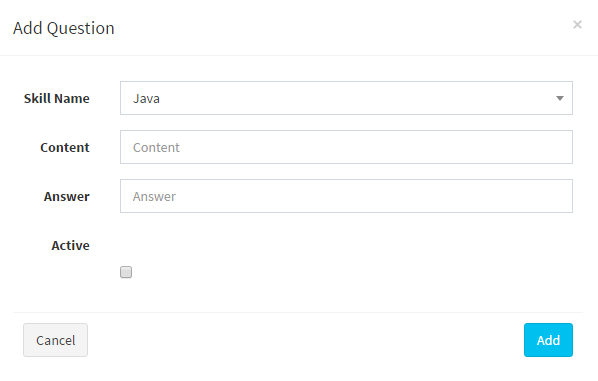 Add Question ×
Skill Name Java
Content Content
Answer Answer
Active
Cancel Add